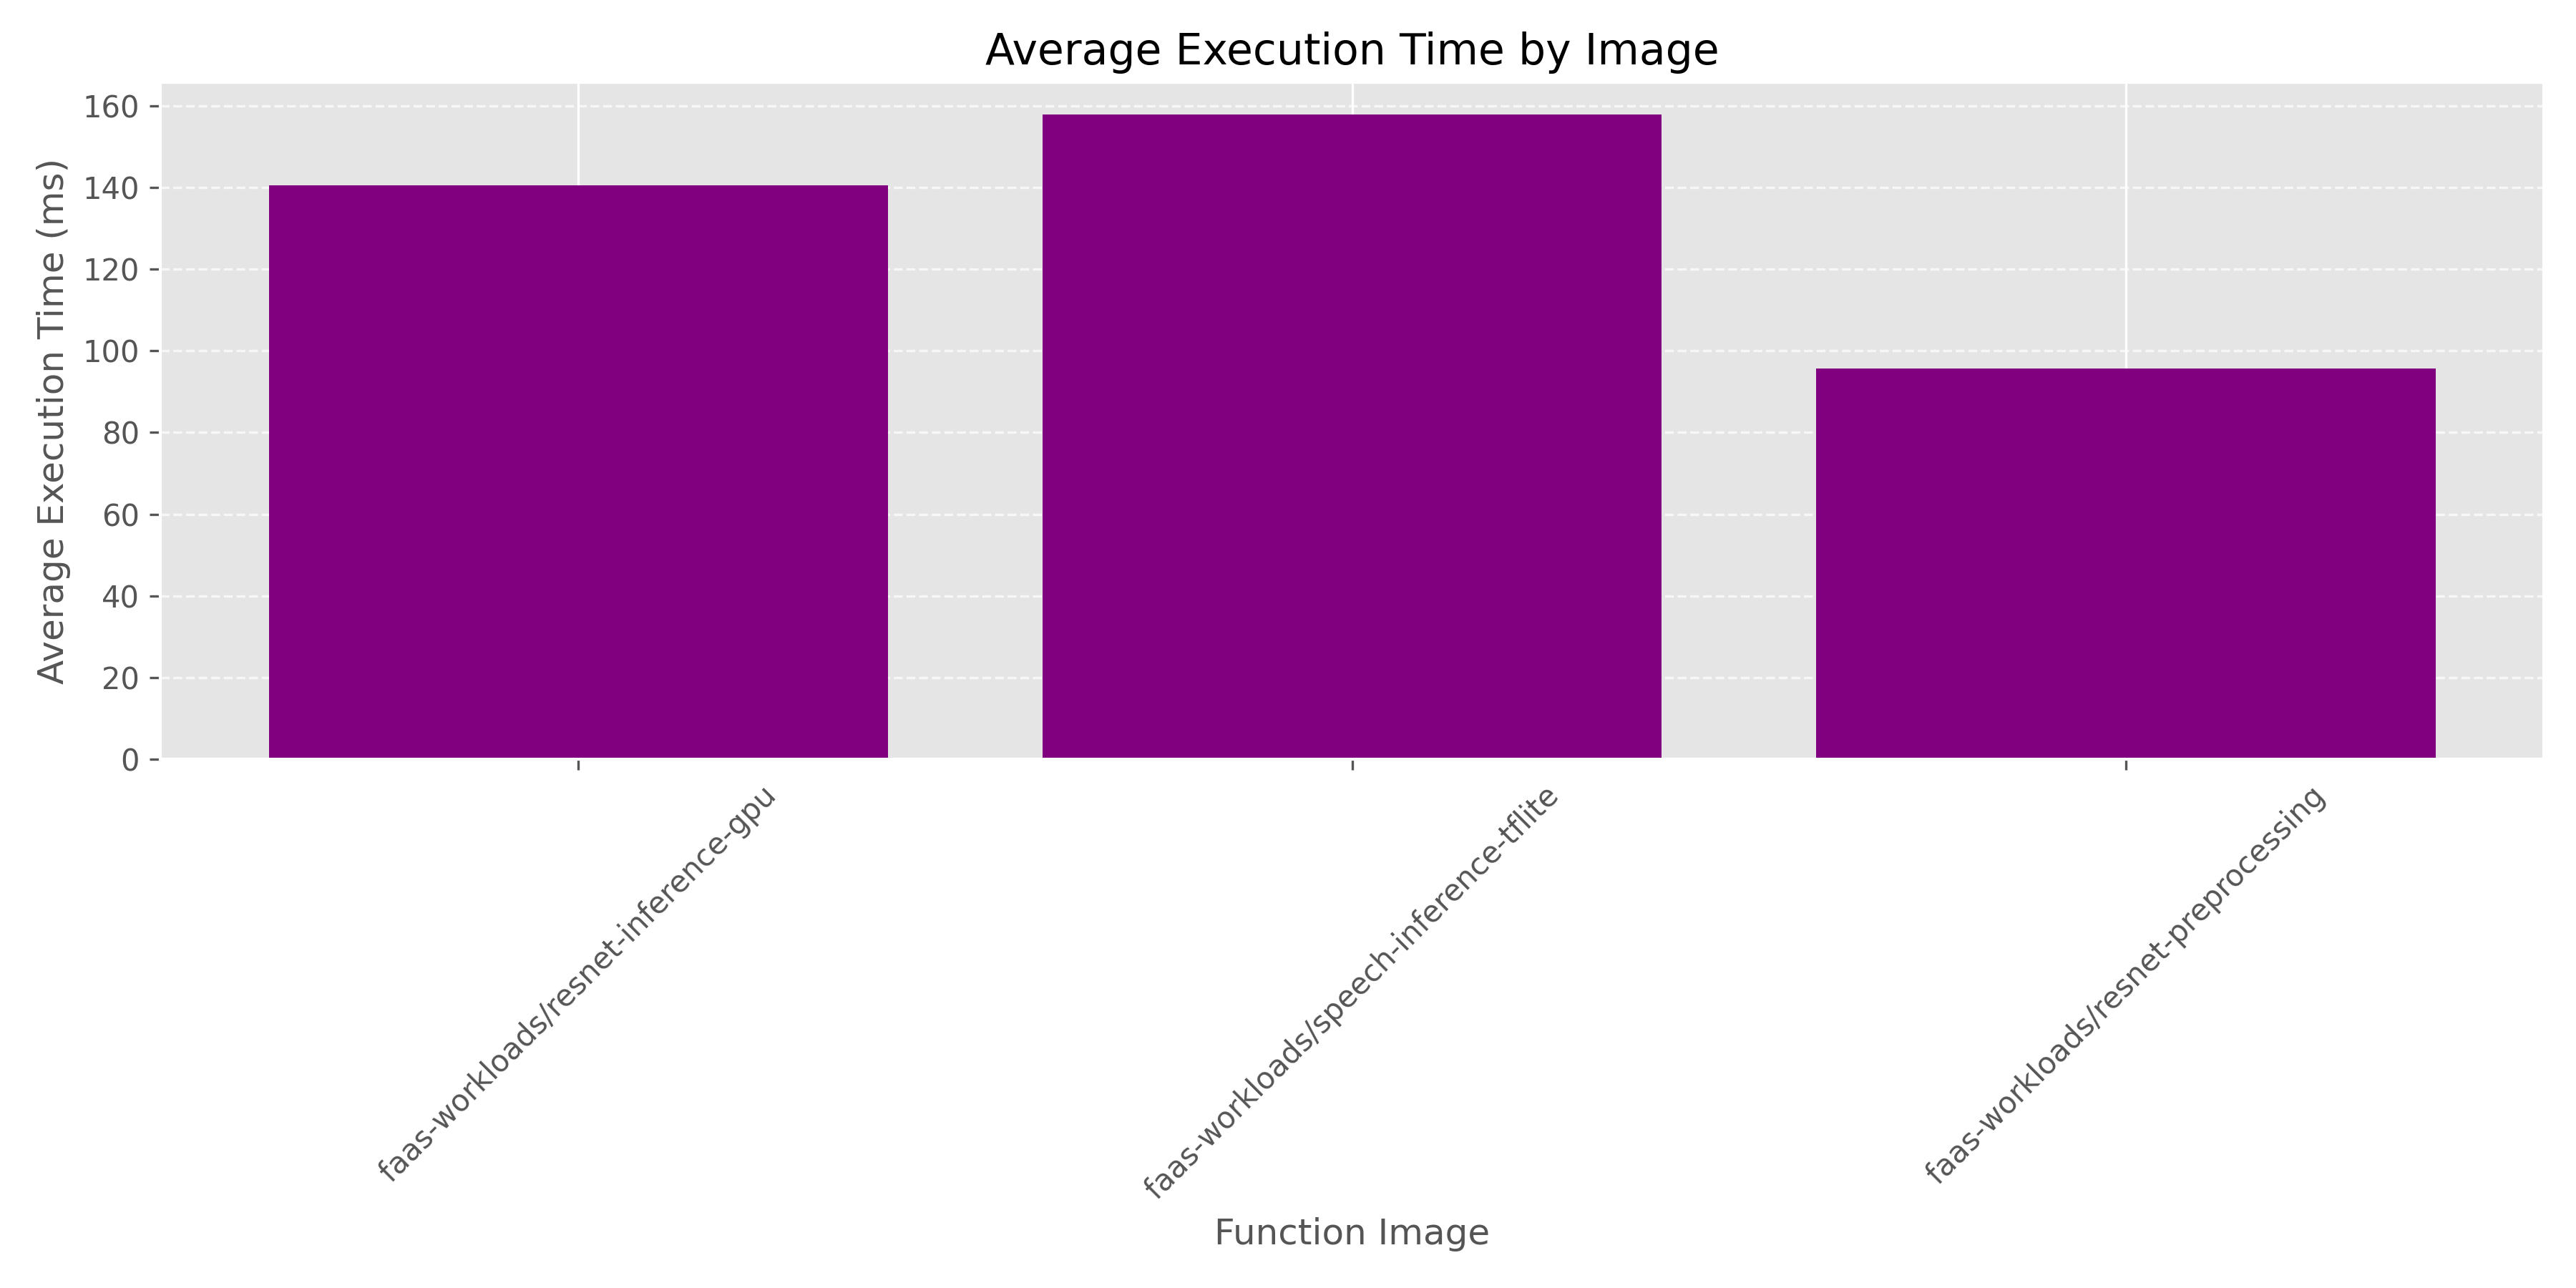 Average Execution Time by Image
Average Execution Time (ms)
160
140
120
100
80
60
40
20
0
faas-workloads/resnet-inference-gpu
faas-workloads/speech-inference-tflite
faas-workloads/resnet-preprocessing
Function Image